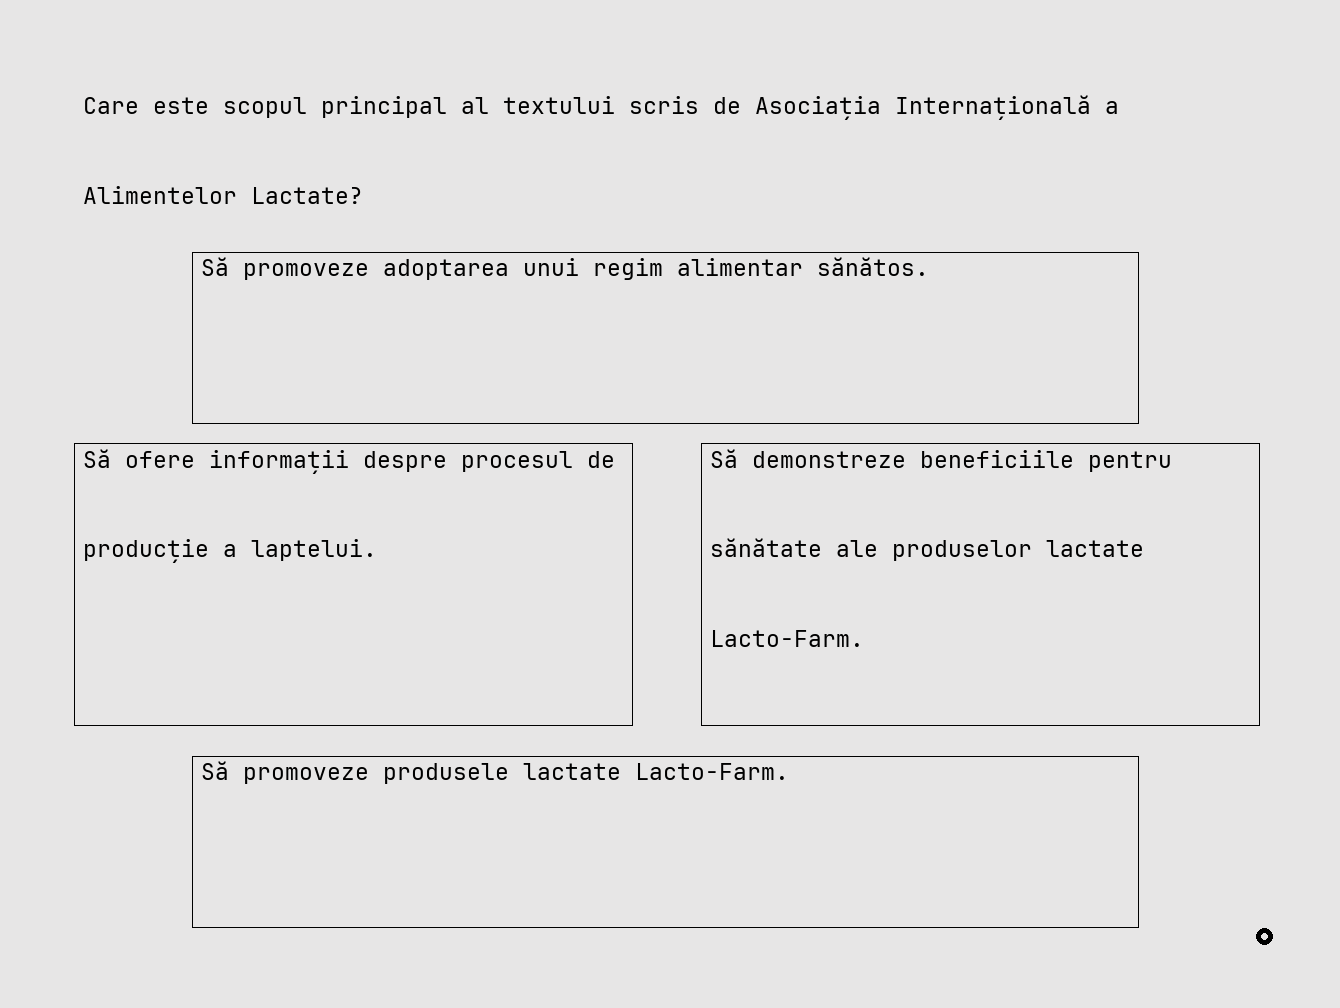 Care este scopul principal al textului scris de Asociația Internațională a
Alimentelor Lactate?
Să promoveze adoptarea unui regim alimentar sănătos.
Să ofere informații despre procesul de
producție a laptelui.
Să demonstreze beneficiile pentru
sănătate ale produselor lactate
Lacto-Farm.
Să promoveze produsele lactate Lacto-Farm.